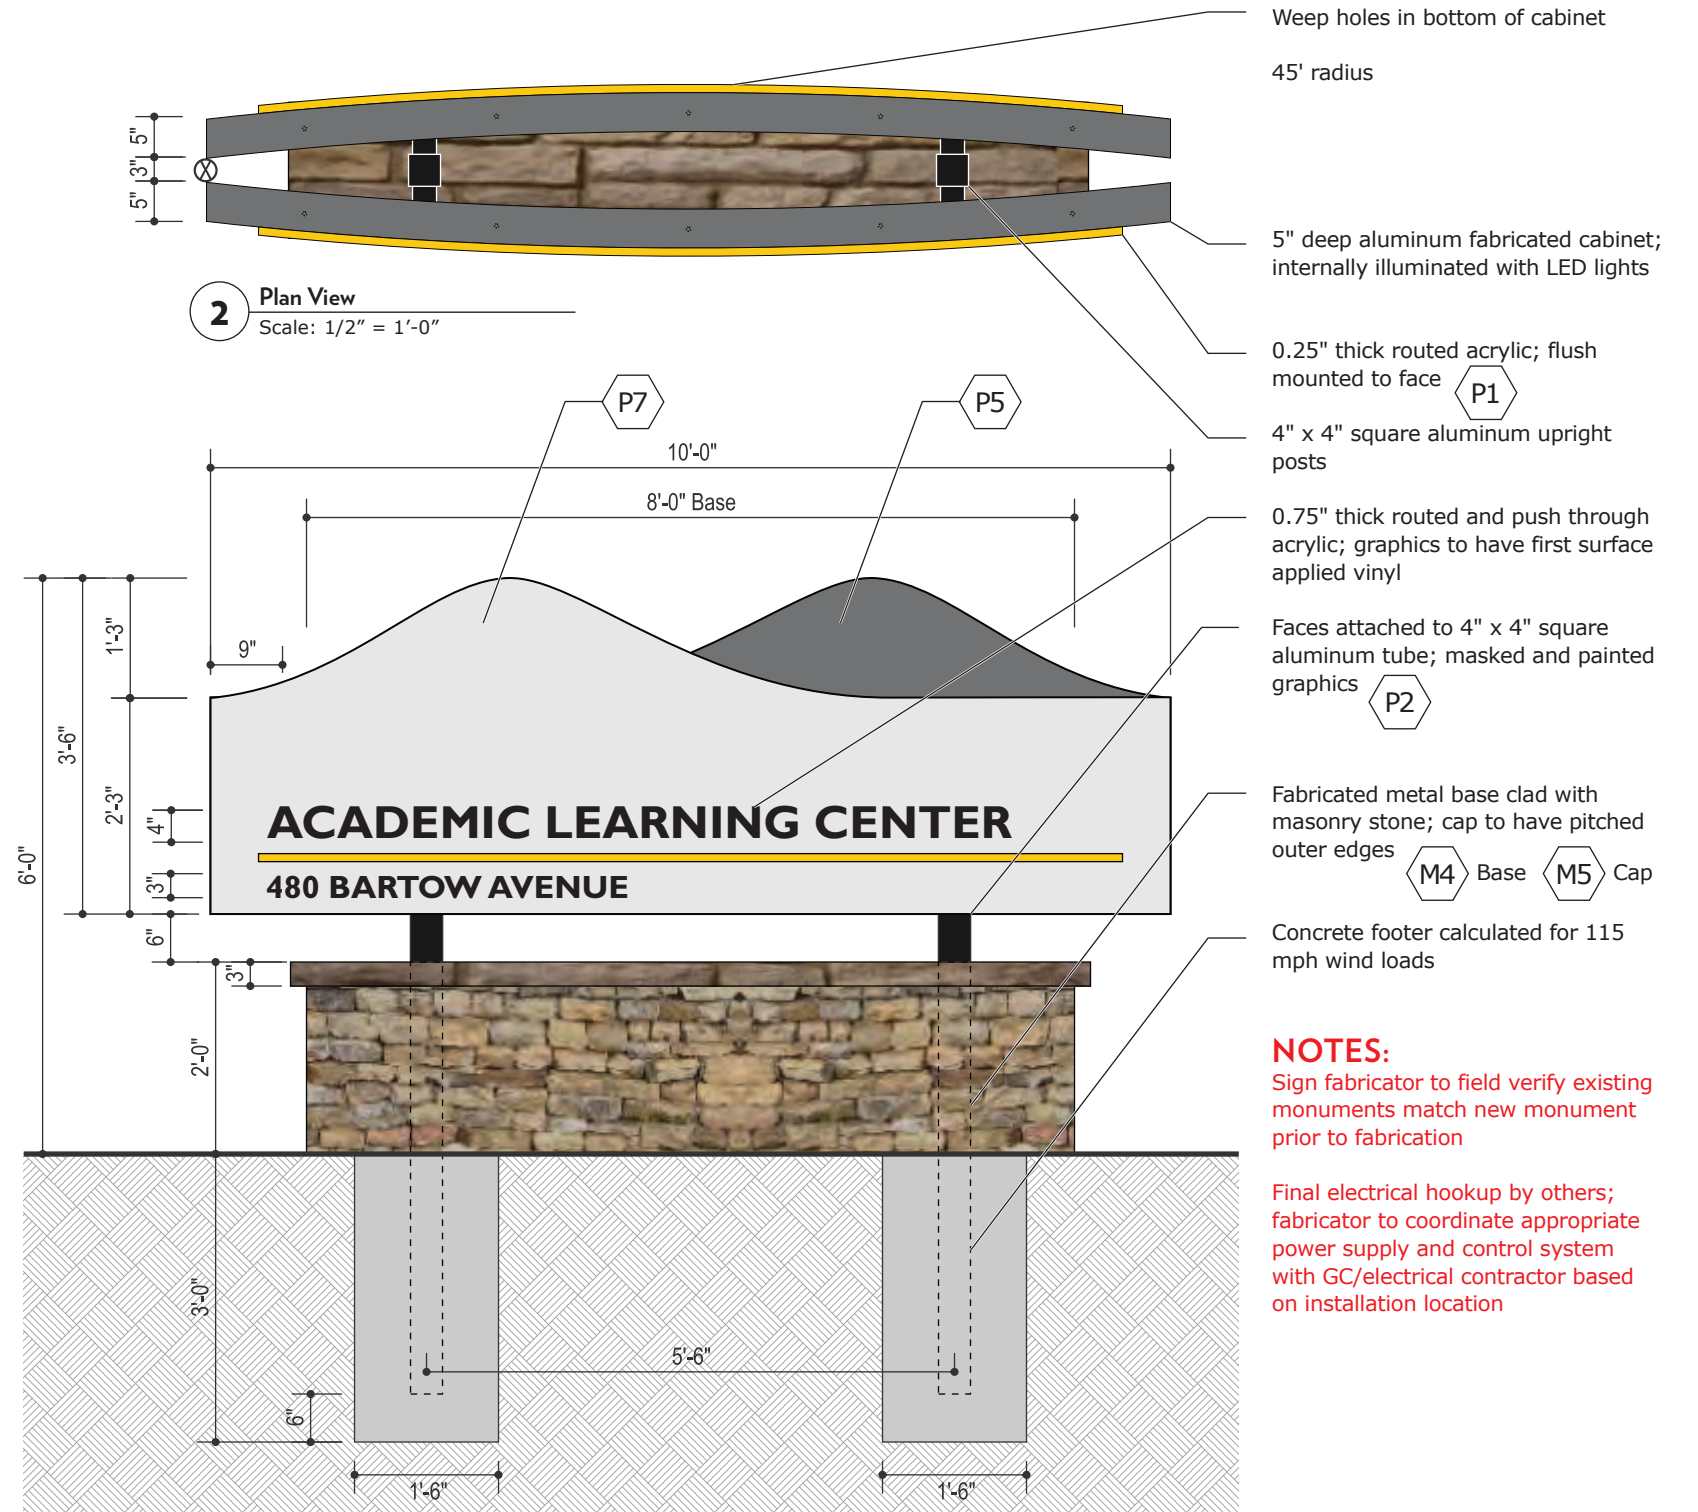 Weep holes in bottom of cabinet
45' radius
5"
3"
5"
X
5" deep aluminum fabricated cabinet;
internally illuminated with LED lights
2
Plan View
Scale: 1/2" = 1'-0"
0.25" thick routed acrylic; flush
mounted to face
P1
P7
P5
4" x 4" square aluminum upright
posts
10'-0"
8'-0" Base
0.75" thick routed and push through
acrylic; graphics to have first surface
applied vinyl
Faces attached to 4" x 4" square
aluminum tube; masked and painted
graphics
P2
1'-3"
9"
3'-6"
2'-3"
6'-0"
4"
3"
ACADEMIC LEARNING CENTER
480 BARTOW AVENUE
Fabricated metal base clad with
masonry stone; cap to have pitched
outer edges
M4 Base M5 Cap
6"
3"
2'-0"
Concrete footer calculated for 115
mph wind loads
NOTES:
Sign fabricator to field verify existing
monuments match new monument
prior to fabrication
Final electrical hookup by others;
fabricator to coordinate appropriate
power supply and control system
with GC/electrical contractor based
on installation location
3'-0"
5'-6"
6"
1'-6"
1'-6"